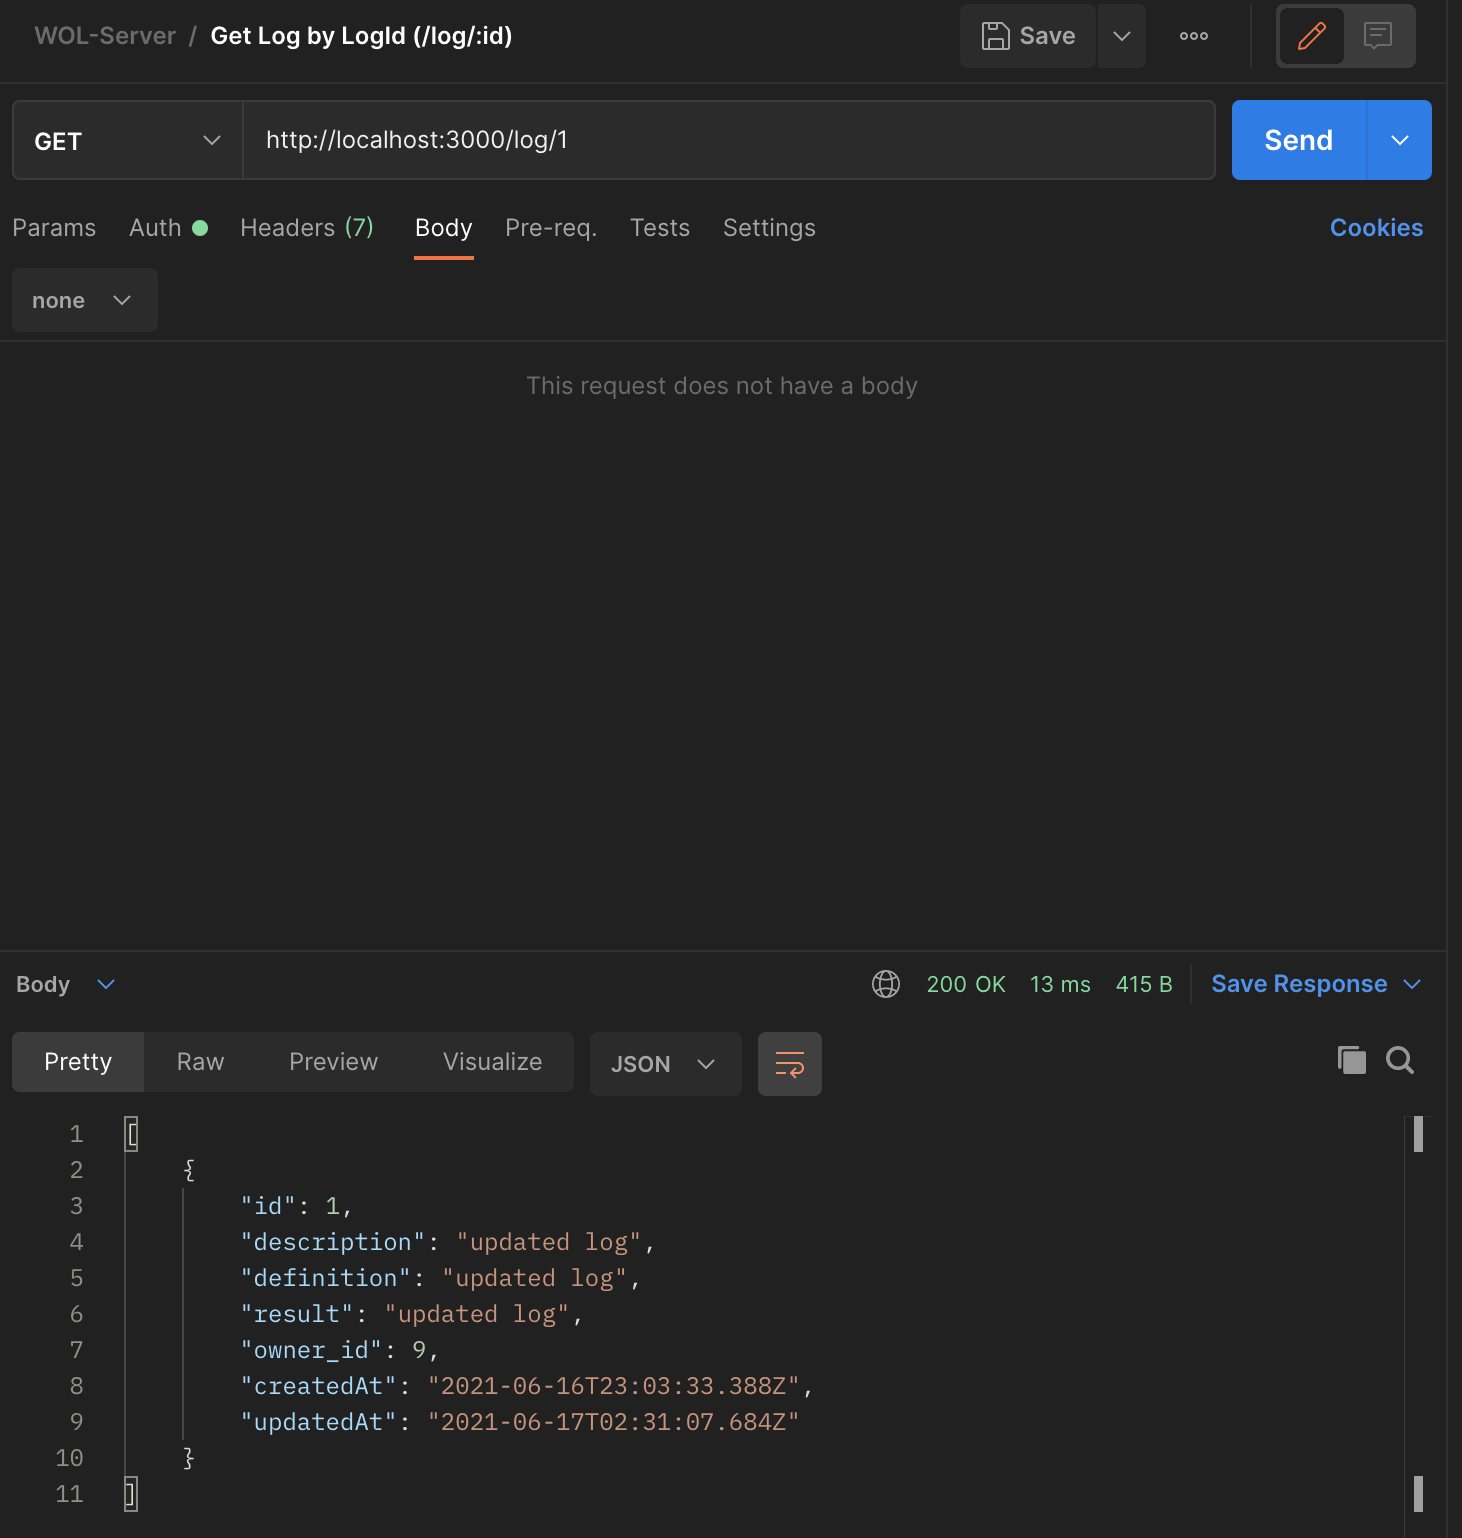 WOL-Server / Get Log by LogId (/log/:id)
Save
GET
http://localhost:3000/log/1
Send
Params Auth Headers (7) Body Pre-req. Tests Settings Cookies
none
This request does not have a body
Body
200 OK 13 ms 415 B Save Response
Pretty Raw Preview Visualize JSON
1 [
2 {
3 "id": 1,
4 "description": "updated log",
5 "definition": "updated log",
6 "result": "updated log",
7 "owner_id": 9,
8 "createdAt": "2021-06-16T23:03:33.388Z",
9 "updatedAt": "2021-06-17T02:31:07.684Z"
10 }
11 ]